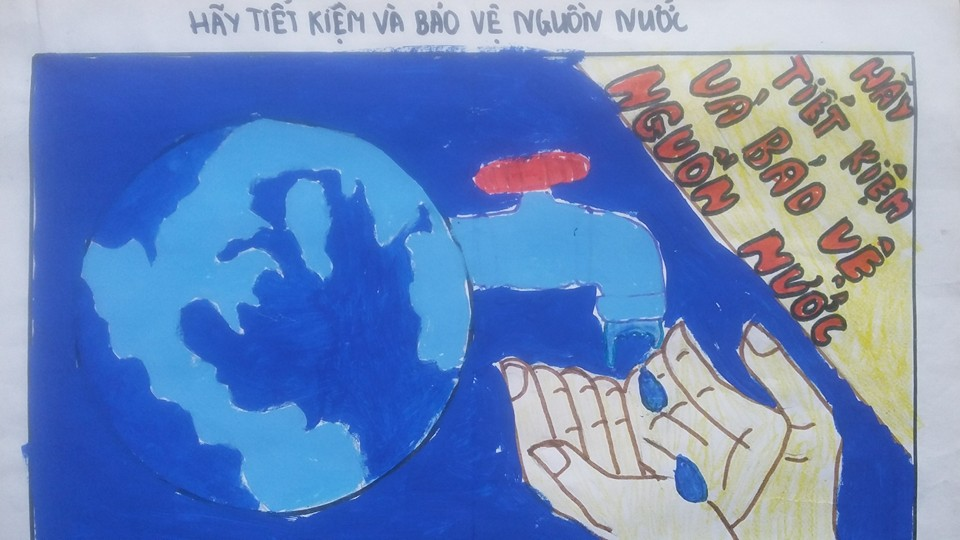 HÃY TIẾT KIỆM VÀ BẢO VỆ NGUỒN NƯỚC
HÃY
TIẾT KIỆM
VÀ BẢO VỆ
NGUỒN NƯỚC